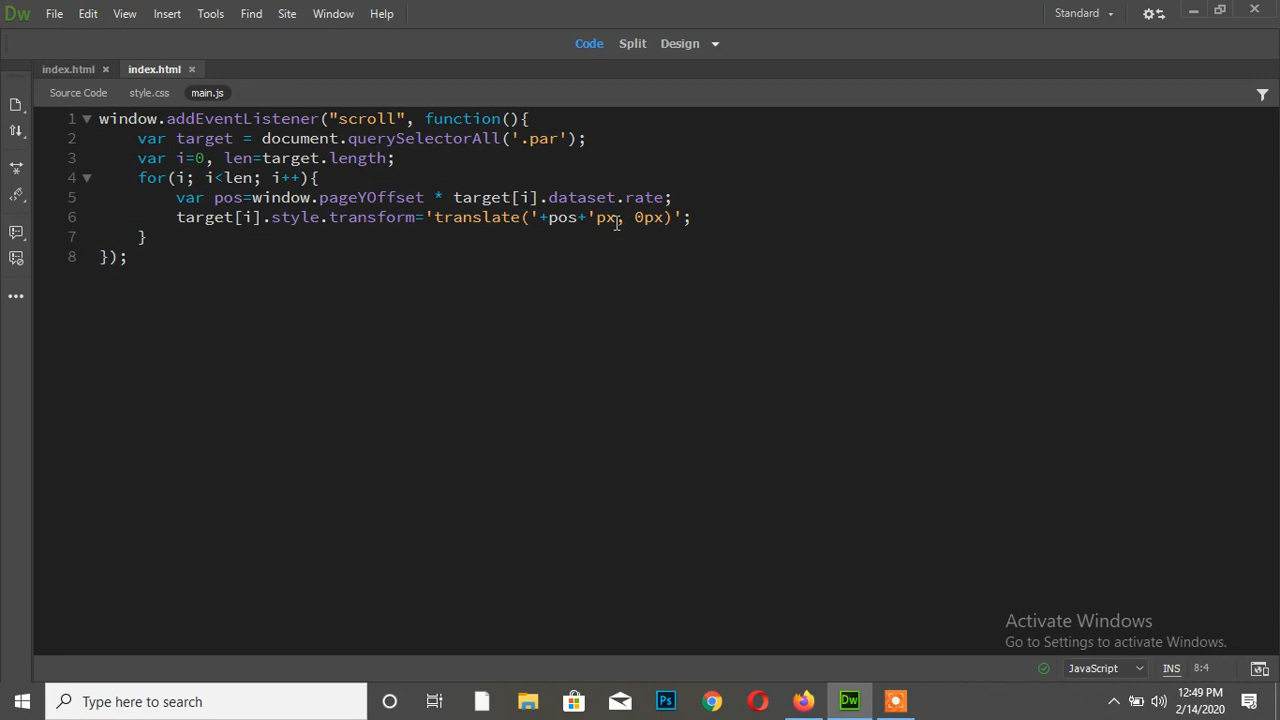 Dw File Edit View Insert Tools Find Site Window Help Standard
Code Split Design
index.html × index.html ×
Source Code style.css main.js
1 window.addEventListener("scroll", function(){
2 var target = document.querySelectorAll('.par');
3 var i=0, len=target.length;
4 for(i; i<len; i++){
5 var pos=window.pageYOffset * target[i].dataset.rate;
6 target[i].style.transform='translate('+pos+'px, 0px)';
7 }
8 });
Activate Windows
Go to Settings to activate Windows.
JavaScript INS 8:4
Type here to search Ps Dw 12:49 PM
2/14/2020